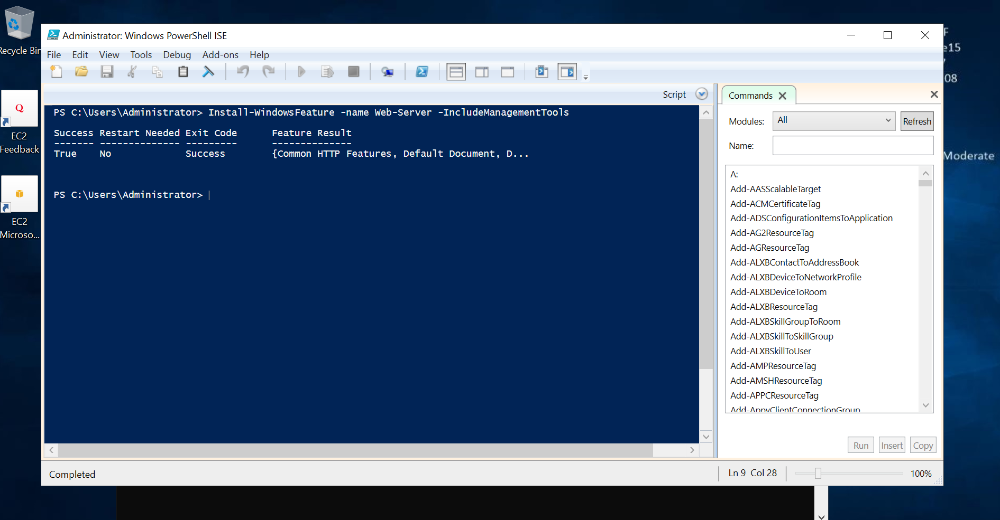 Recycle Bin
EC2
Feedback
EC2
Microso...
Administrator: Windows PowerShell ISE
File Edit View Tools Debug Add-ons Help
Script
PS C:\Users\Administrator> Install-WindowsFeature -name Web-Server -IncludeManagementTools
Success Restart Needed Exit Code Feature Result
------- -------------- --------- --------------
True No Success {Common HTTP Features, Default Document, D...
PS C:\Users\Administrator>
Commands
Modules: All Refresh
Name:
A:
Add-AASScalableTarget
Add-ACMCertificateTag
Add-ADSConfigurationItemsToApplication
Add-AG2ResourceTag
Add-AGResourceTag
Add-ALXBContactToAddressBook
Add-ALXBDeviceToNetworkProfile
Add-ALXBDeviceToRoom
Add-ALXBResourceTag
Add-ALXBSkillGroupToRoom
Add-ALXBSkillToSkillGroup
Add-ALXBSkillToUser
Add-AMPResourceTag
Add-AMSHResourceTag
Add-APPCResourceTag
Add-AppvClientConnectionGroup
Run Insert Copy
Completed
Ln 9 Col 28
100%
F
e15
08
Moderate